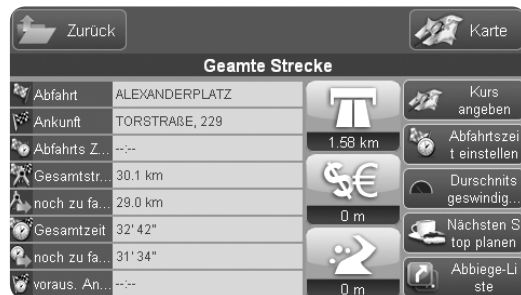 Zurück
Karte
Geamte Strecke
Abfahrt ALEXANDERPLATZ
Ankunft TORSTRAßE, 229
Abfahrts Z... --:--
Gesamtstr... 30.1 km
noch zu fa... 29.0 km
Gesamtzeit 32' 42"
noch zu fa... 31' 34"
voraus. An... --:--
1.58 km
$€
0 m
0 m
Kurs
angeben
Abfahrtszei
t einstellen
Durschnits
geswindig...
Nächsten S
top planen
Abbiege-Li
ste